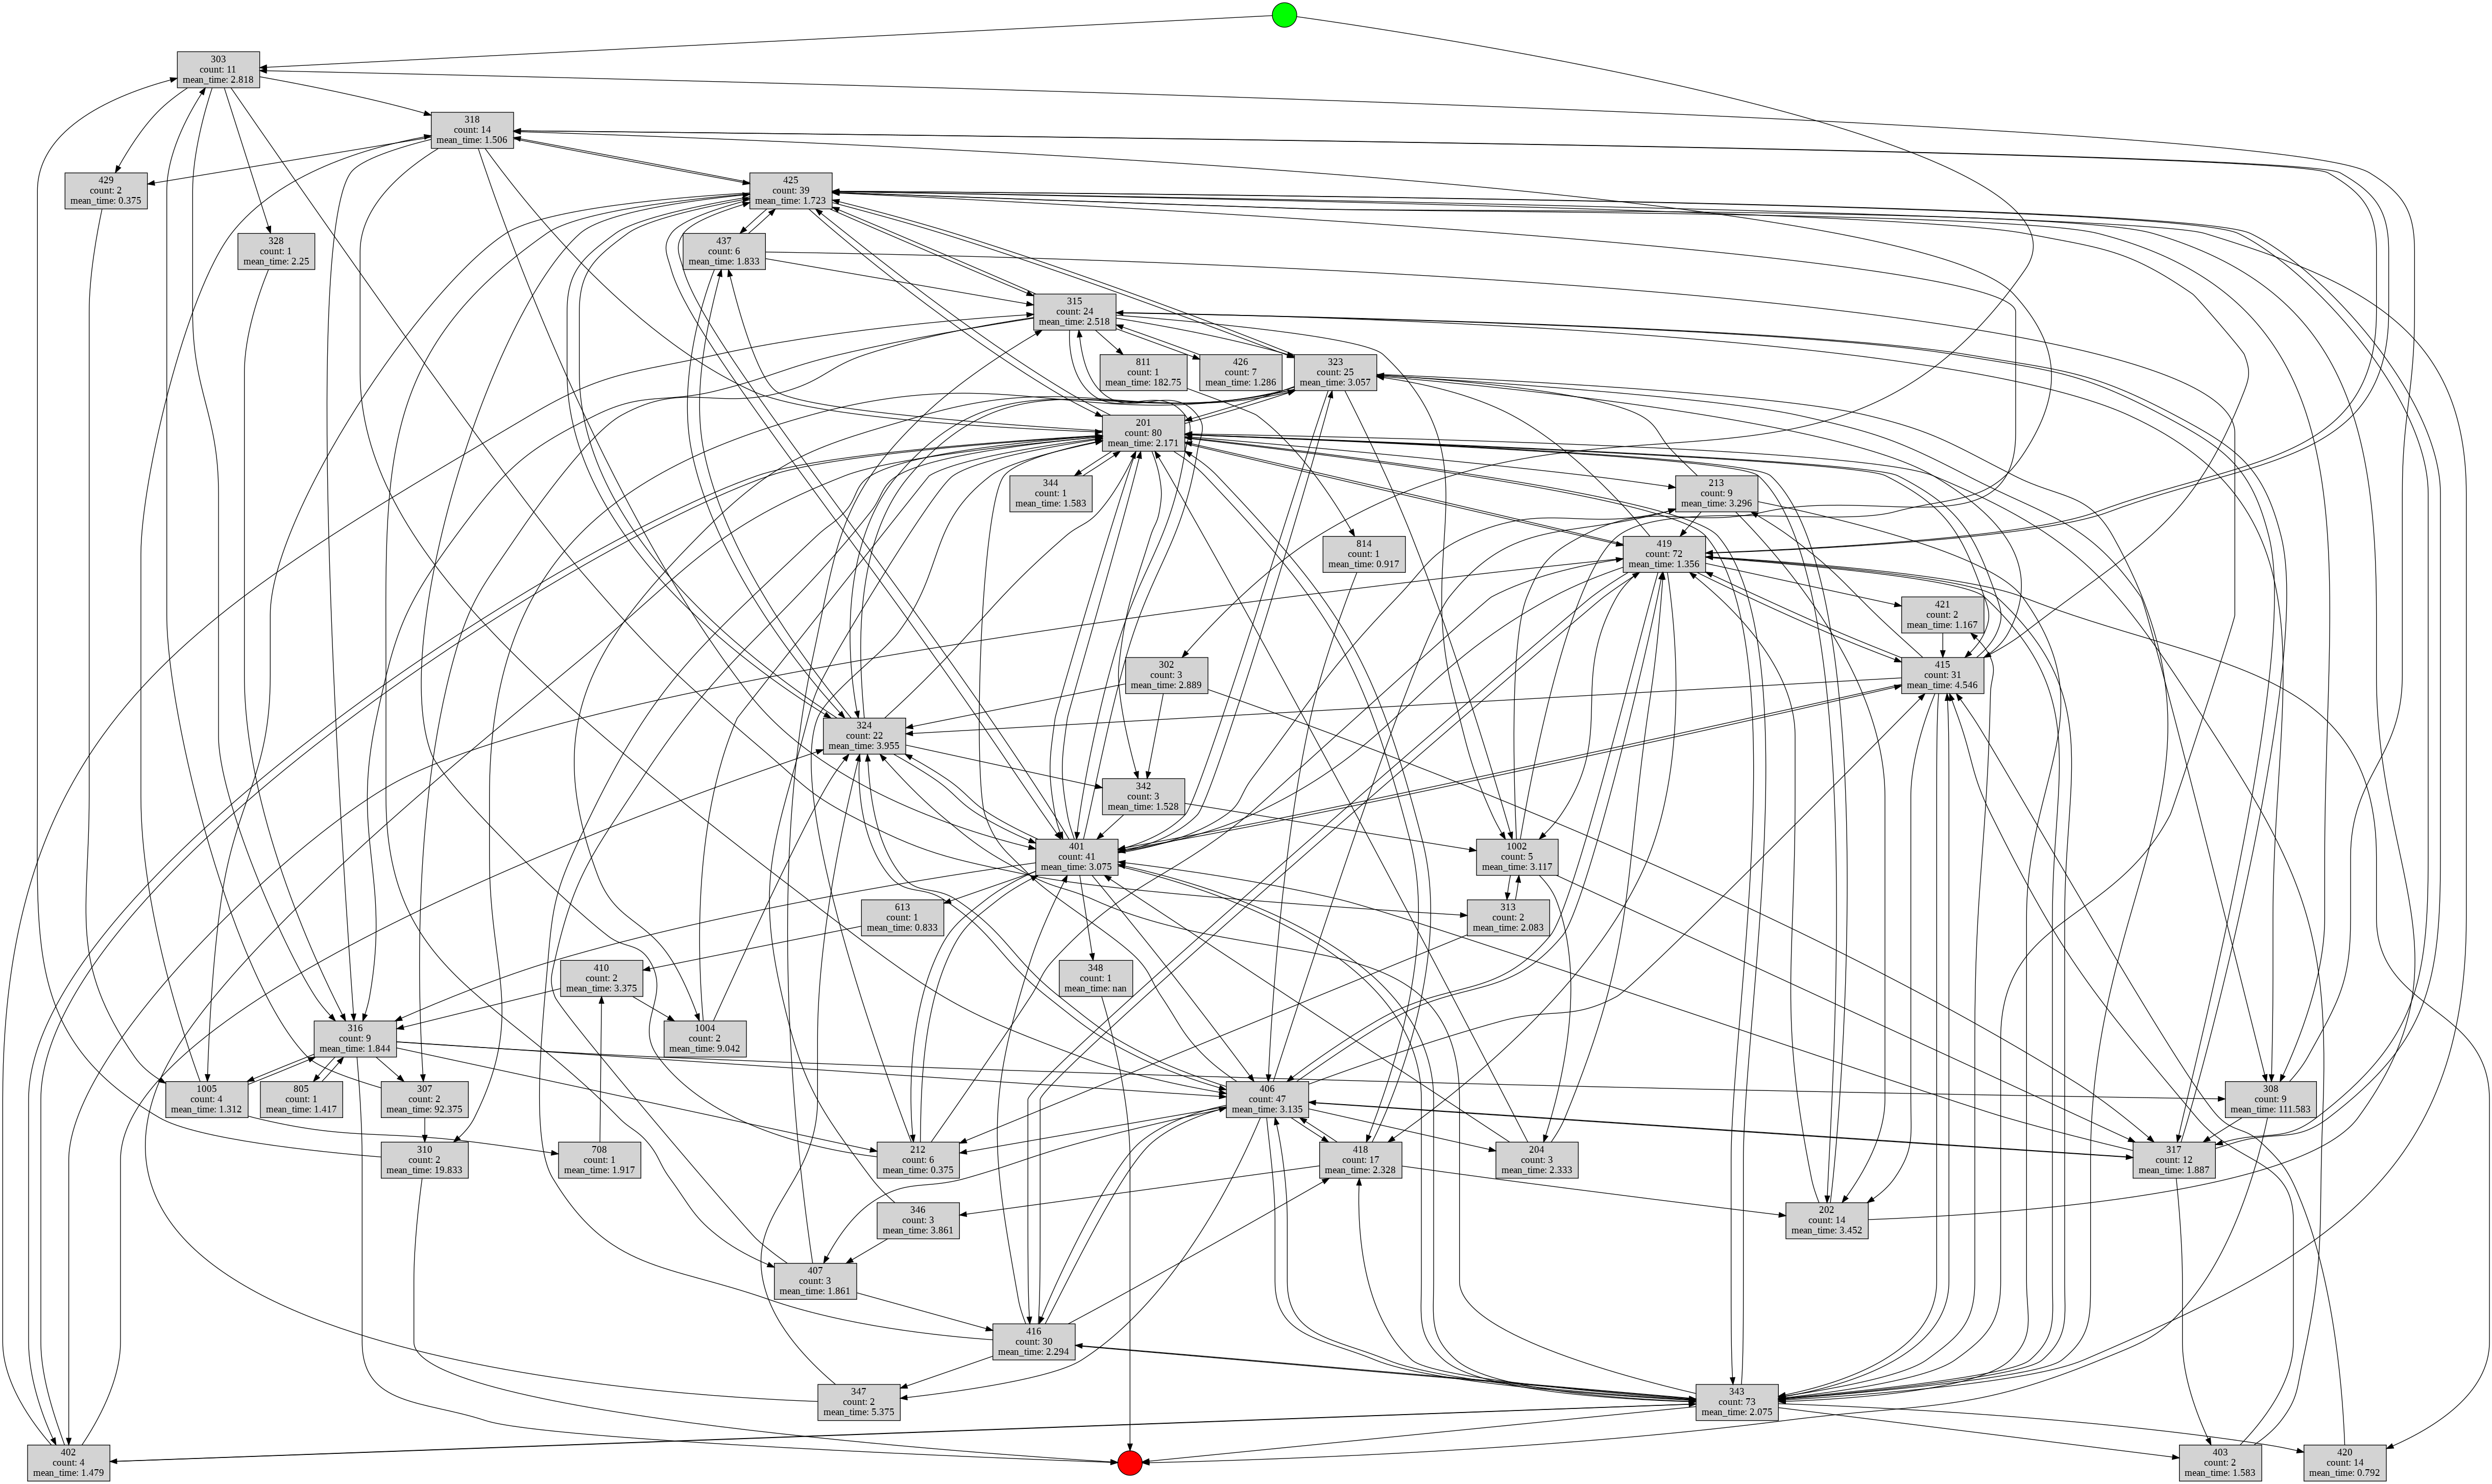 303
count: 11
mean_time: 2.818
318
count: 14
mean_time: 1.506
429
count: 2
mean_time: 0.375
425
count: 39
mean_time: 1.723
328
count: 1
mean_time: 2.25
437
count: 6
mean_time: 1.833
315
count: 24
mean_time: 2.518
811
count: 1
mean_time: 182.75
426
count: 7
mean_time: 1.286
323
count: 25
mean_time: 3.057
201
count: 80
mean_time: 2.171
344
count: 1
mean_time: 1.583
213
count: 9
mean_time: 3.296
814
count: 1
mean_time: 0.917
419
count: 72
mean_time: 1.356
421
count: 2
mean_time: 1.167
302
count: 3
mean_time: 2.889
415
count: 31
mean_time: 4.546
324
count: 22
mean_time: 3.955
342
count: 3
mean_time: 1.528
401
count: 41
mean_time: 3.075
1002
count: 5
mean_time: 3.117
613
count: 1
mean_time: 0.833
313
count: 2
mean_time: 2.083
410
count: 2
mean_time: 3.375
348
count: 1
mean_time: nan
316
count: 9
mean_time: 1.844
1004
count: 2
mean_time: 9.042
1005
count: 4
mean_time: 1.312
805
count: 1
mean_time: 1.417
307
count: 2
mean_time: 92.375
406
count: 47
mean_time: 3.135
308
count: 9
mean_time: 111.583
310
count: 2
mean_time: 19.833
708
count: 1
mean_time: 1.917
212
count: 6
mean_time: 0.375
418
count: 17
mean_time: 2.328
204
count: 3
mean_time: 2.333
317
count: 12
mean_time: 1.887
346
count: 3
mean_time: 3.861
202
count: 14
mean_time: 3.452
407
count: 3
mean_time: 1.861
416
count: 30
mean_time: 2.294
347
count: 2
mean_time: 5.375
343
count: 73
mean_time: 2.075
402
count: 4
mean_time: 1.479
403
count: 2
mean_time: 1.583
420
count: 14
mean_time: 0.792